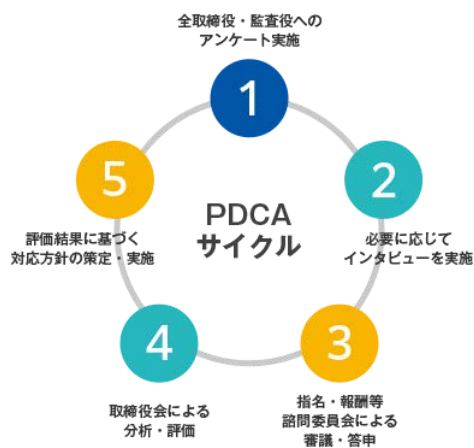 全取締役・監査役への
アンケート実施
1
2
必要に応じて
インタビューを実施
3
指名・報酬等
諮問委員会による
審議・答申
4
取締役会による
分析・評価
5
評価結果に基づく
対応方針の策定・実施
PDCA
サイクル